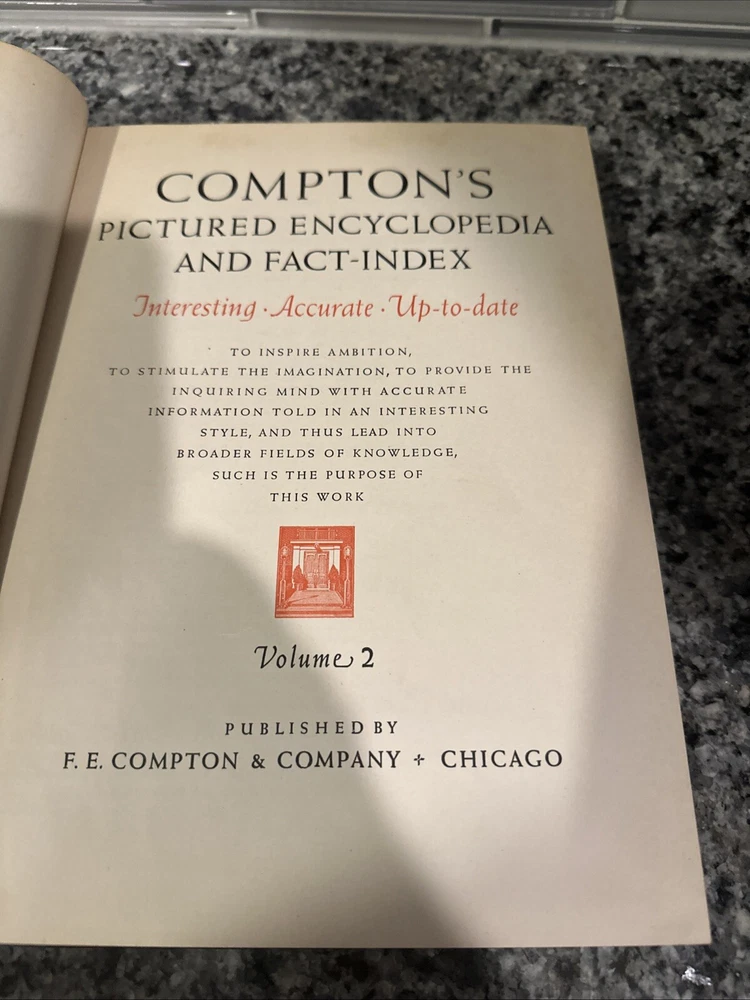 COMPTON'S
PICTURED ENCYCLOPEDIA
AND FACT-INDEX
Interesting · Accurate · Up-to-date
TO INSPIRE AMBITION,
TO STIMULATE THE IMAGINATION, TO PROVIDE THE
INQUIRING MIND WITH ACCURATE
INFORMATION TOLD IN AN INTERESTING
STYLE, AND THUS LEAD INTO
BROADER FIELDS OF KNOWLEDGE,
SUCH IS THE PURPOSE OF
THIS WORK
Volume 2
PUBLISHED BY
F. E. COMPTON & COMPANY + CHICAGO